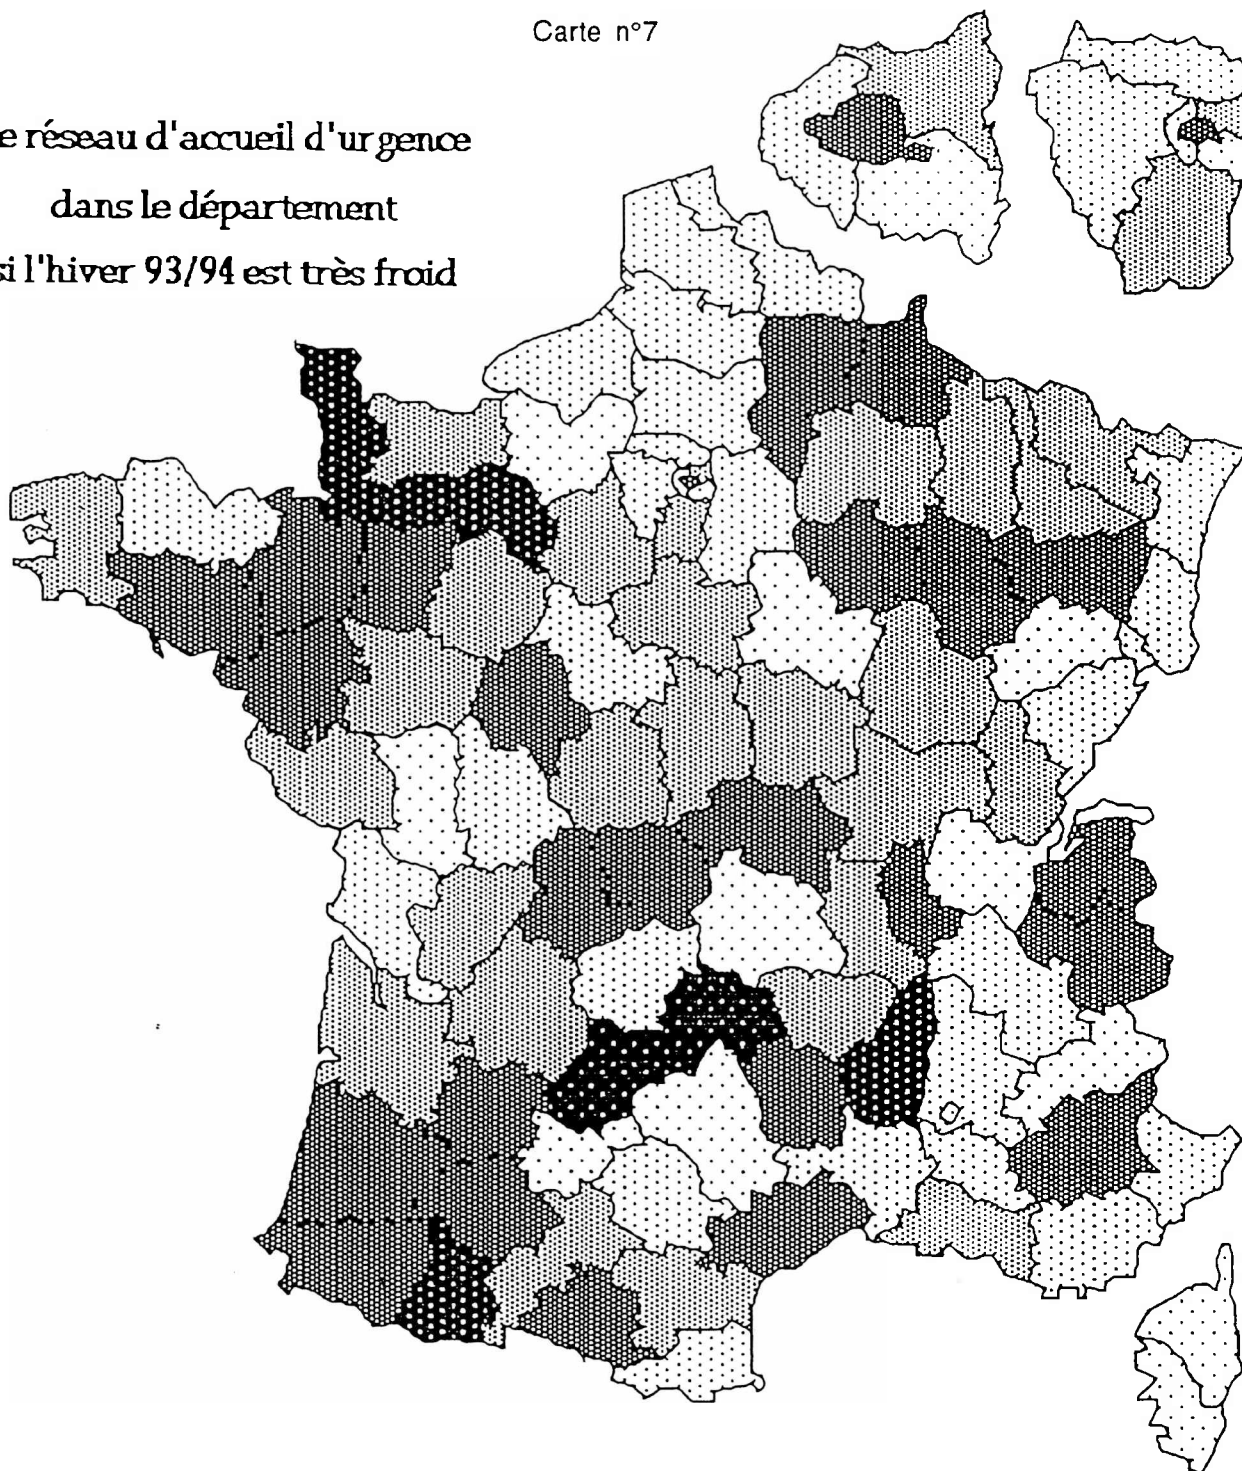 Carte n°7
e réseau d'accueil d'urgence
dans le département
si l'hiver 93/94 est très froid